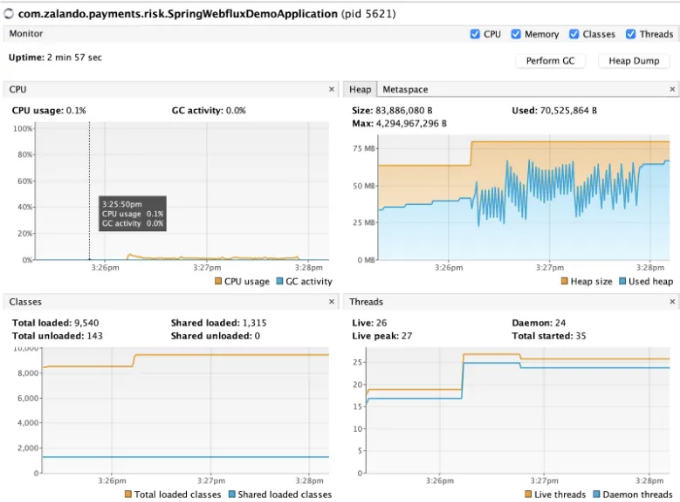 com.zalando.payments.risk.SpringWebfluxDemoApplication (pid 5621)
Monitor CPU Memory Classes Threads
Uptime: 2 min 57 sec
Perform GC Heap Dump
CPU ×
CPU usage: 0.1% GC activity: 0.0%
100%
80%
60%
40%
20%
0%
3:25:50pm
CPU usage 0.1%
GC activity 0.0%
3:26pm 3:27pm 3:28pm
CPU usage GC activity
Heap Metaspace ×
Size: 83,886,080 B Used: 70,525,864 B
Max: 4,294,967,296 B
75 MB
50 MB
25 MB
0 MB
3:26pm 3:27pm 3:28pm
Heap size Used heap
Classes ×
Total loaded: 9,540 Shared loaded: 1,315
Total unloaded: 143 Shared unloaded: 0
10,000
8,000
6,000
4,000
2,000
0
3:26pm 3:27pm 3:28pm
Total loaded classes Shared loaded classes
Threads ×
Live: 26 Daemon: 24
Live peak: 27 Total started: 35
25
20
15
10
5
0
3:26pm 3:27pm 3:28pm
Live threads Daemon threads